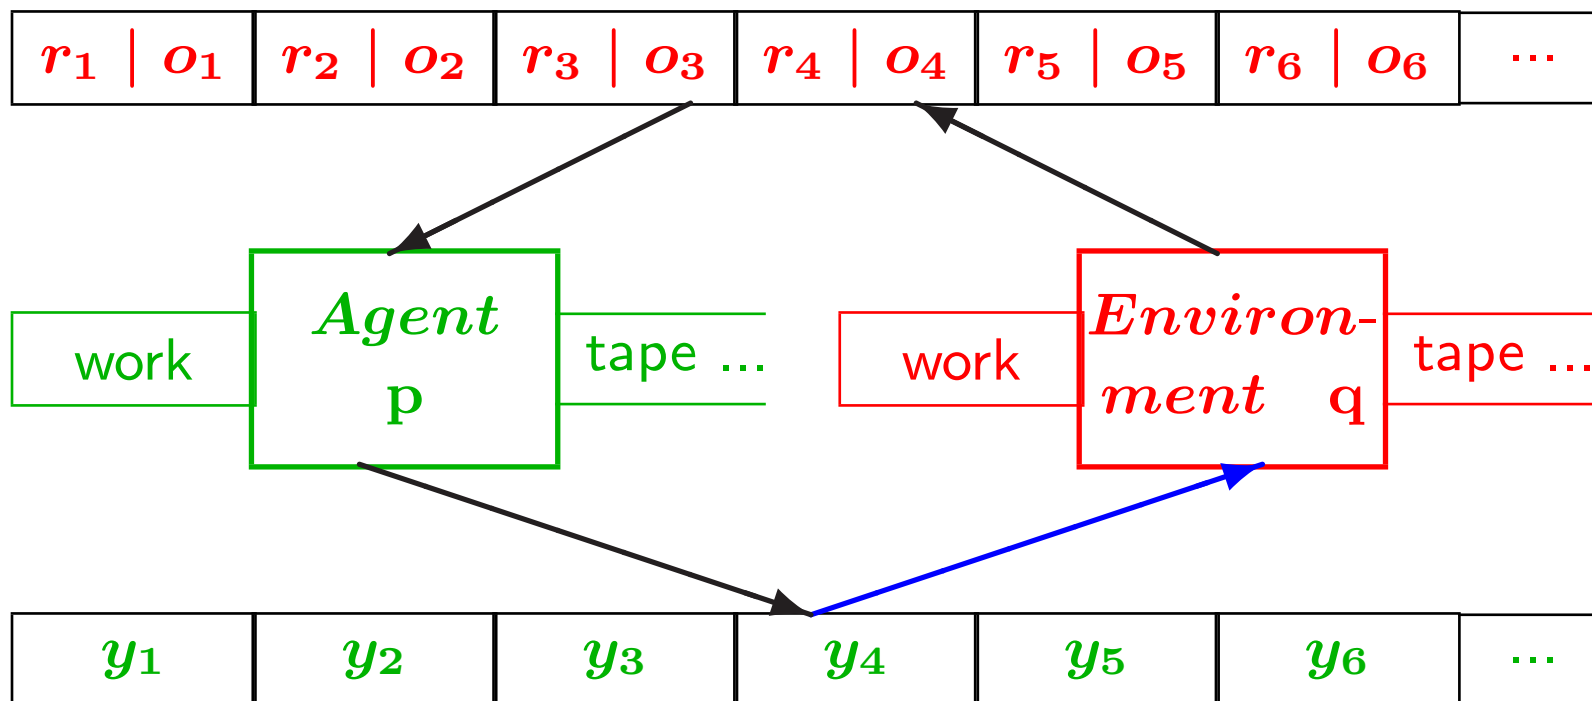 r₁ | o₁ r₂ | o₂ r₃ | o₃ r₄ | o₄ r₅ | o₅ r₆ | o₆ ...
work Agent p tape ...
work Environ- ment q tape ...
y₁ y₂ y₃ y₄ y₅ y₆ ...